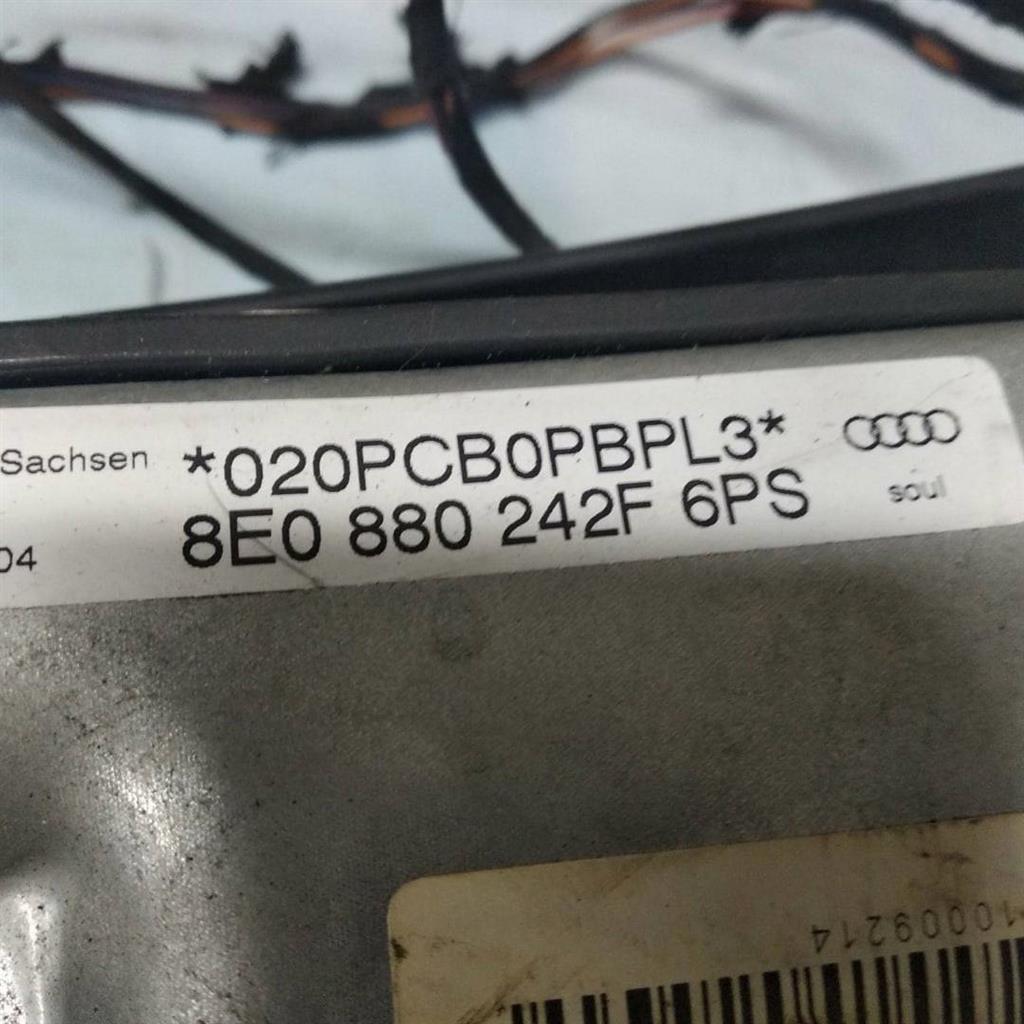 Sachsen *020PCB0PBPL3*
04 8E0 880 242F 6PS soul
10009214